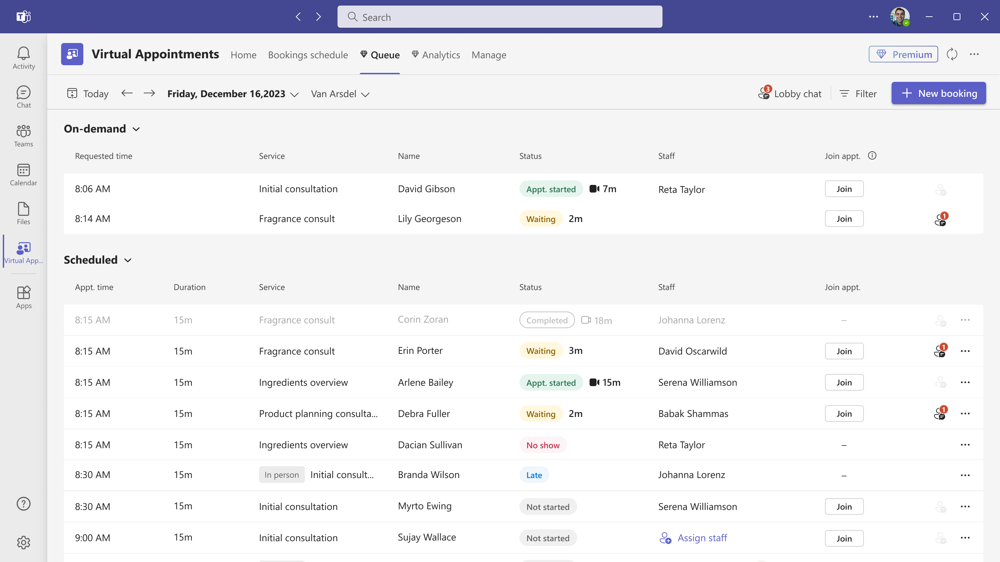 Search
Virtual Appointments Home Bookings schedule Queue Analytics Manage Premium
Activity
Chat
Teams
Calendar
Files
Virtual App...
Apps
Today Friday, December 16,2023 Van Arsdel 3 Lobby chat Filter New booking
On-demand
Requested time Service Name Status Staff Join appt.
8:06 AM Initial consultation David Gibson Appt. started 7m Reta Taylor Join
8:14 AM Fragrance consult Lily Georgeson Waiting 2m Join 1
Scheduled
Appt. time Duration Service Name Status Staff Join appt.
8:15 AM 15m Fragrance consult Corin Zoran Completed 18m Johanna Lorenz –
8:15 AM 15m Fragrance consult Erin Porter Waiting 3m David Oscarwild Join 1
8:15 AM 15m Ingredients overview Arlene Bailey Appt. started 15m Serena Williamson Join
8:15 AM 15m Product planning consulta... Debra Fuller Waiting 2m Babak Shammas Join 1
8:15 AM 15m Ingredients overview Dacian Sullivan No show Reta Taylor –
8:30 AM 15m In person Initial consult... Branda Wilson Late Johanna Lorenz –
8:30 AM 15m Initial consultation Myrto Ewing Not started Serena Williamson Join
9:00 AM 15m Initial consultation Sujay Wallace Not started Assign staff Join